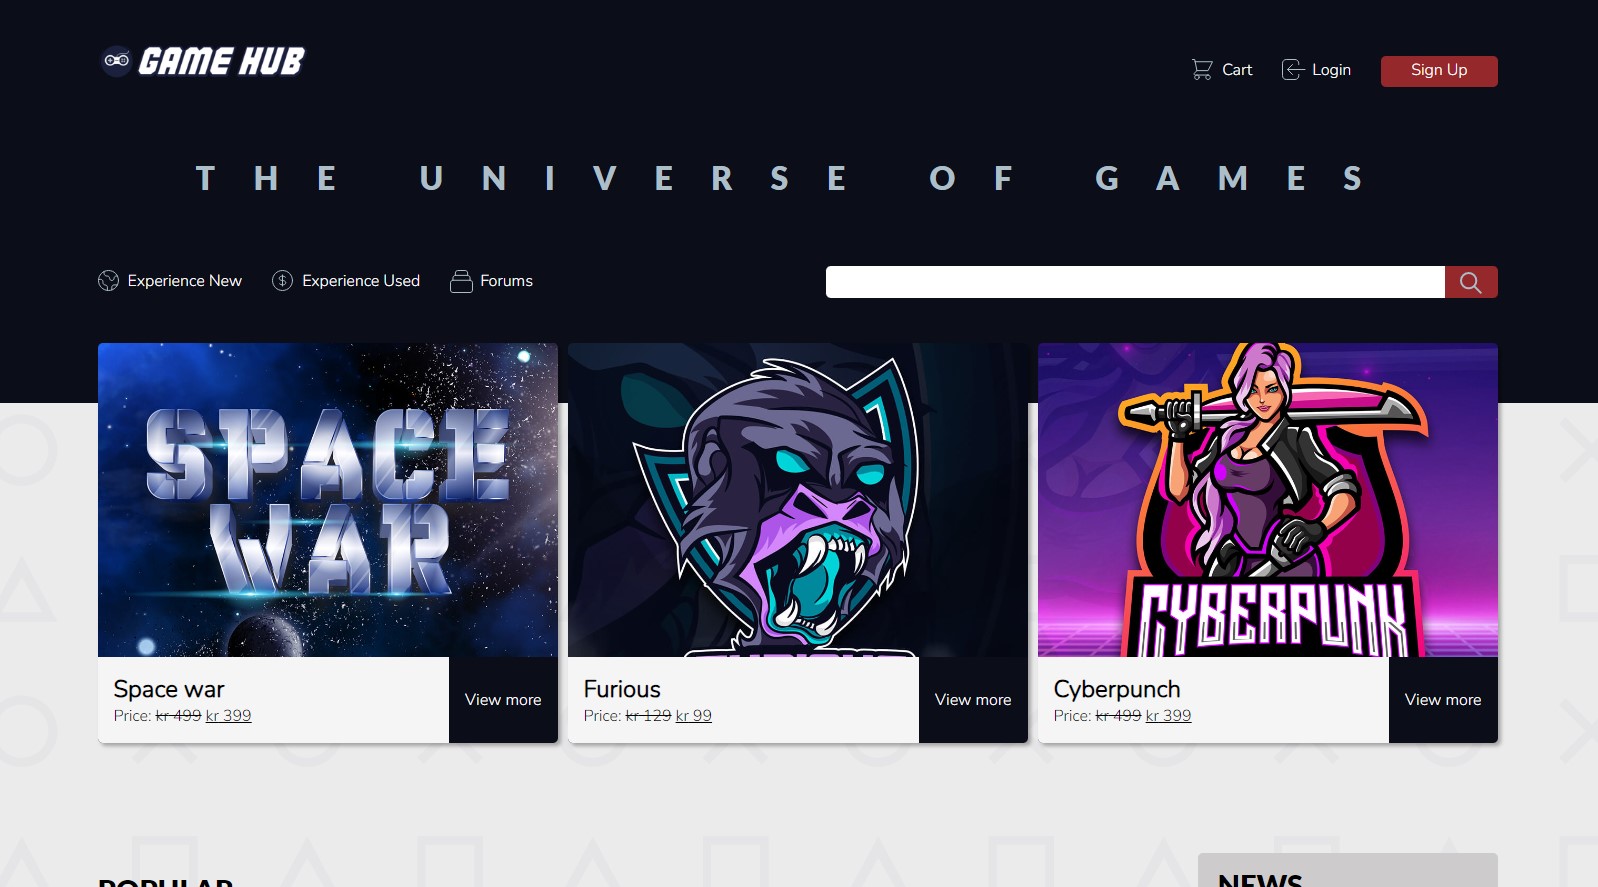 GAME HUB
Cart
Login
Sign Up
THE UNIVERSE OF GAMES
Experience New
Experience Used
Forums
SPACE
WAR
CYBERPUNK
Space war
Price: kr 499 kr 399
View more
Furious
Price: kr 129 kr 99
View more
Cyberpunch
Price: kr 499 kr 399
View more
POPULAR
NEWS